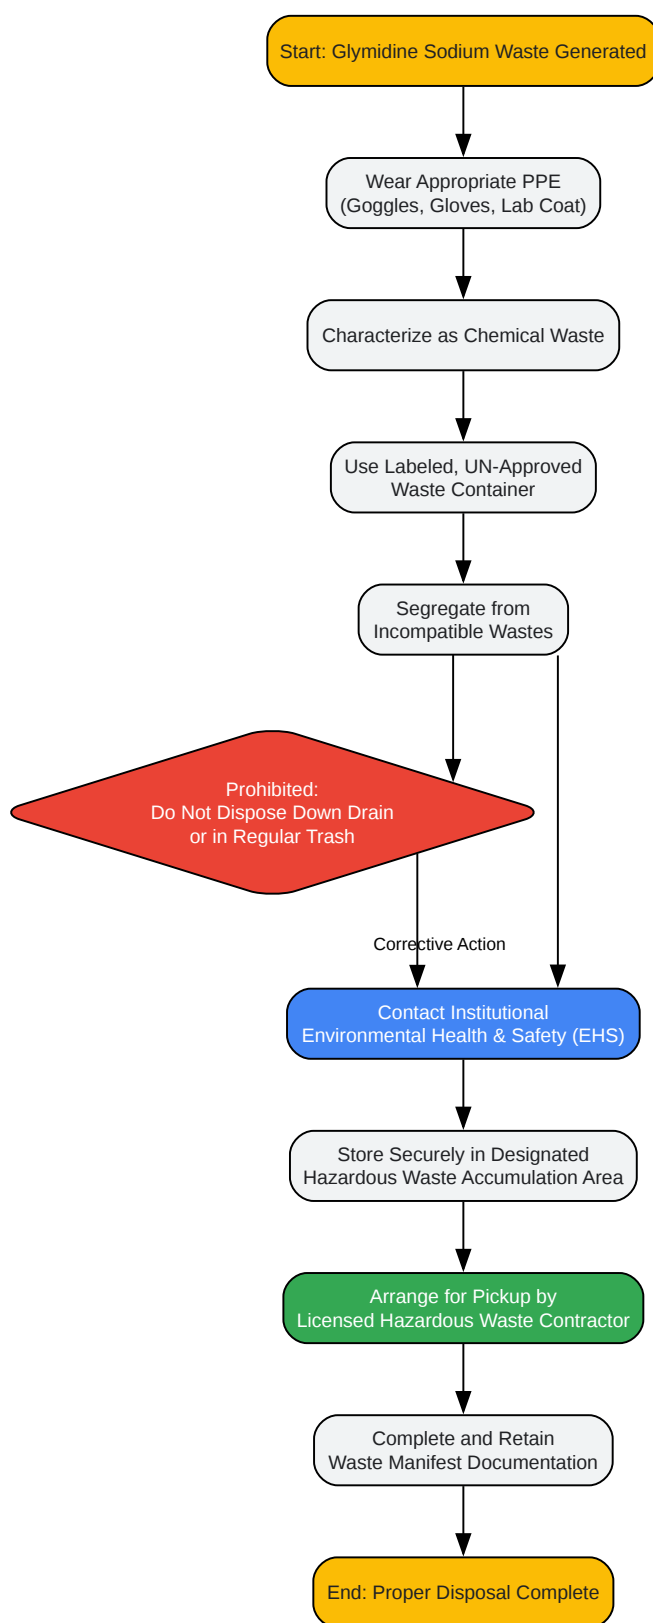 Start: Glymidine Sodium Waste Generated
Wear Appropriate PPE
(Goggles, Gloves, Lab Coat)
Characterize as Chemical Waste
Use Labeled, UN-Approved
Waste Container
Segregate from
Incompatible Wastes
Prohibited:
Do Not Dispose Down Drain
or in Regular Trash
Corrective Action
Contact Institutional
Environmental Health & Safety (EHS)
Store Securely in Designated
Hazardous Waste Accumulation Area
Arrange for Pickup by
Licensed Hazardous Waste Contractor
Complete and Retain
Waste Manifest Documentation
End: Proper Disposal Complete